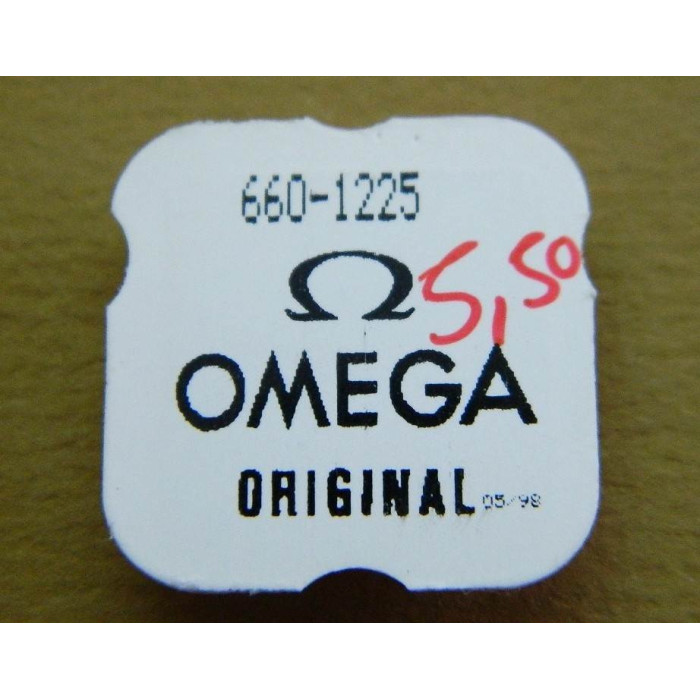 660-1225
Ω 5,50
OMEGA
ORIGINAL 05/98